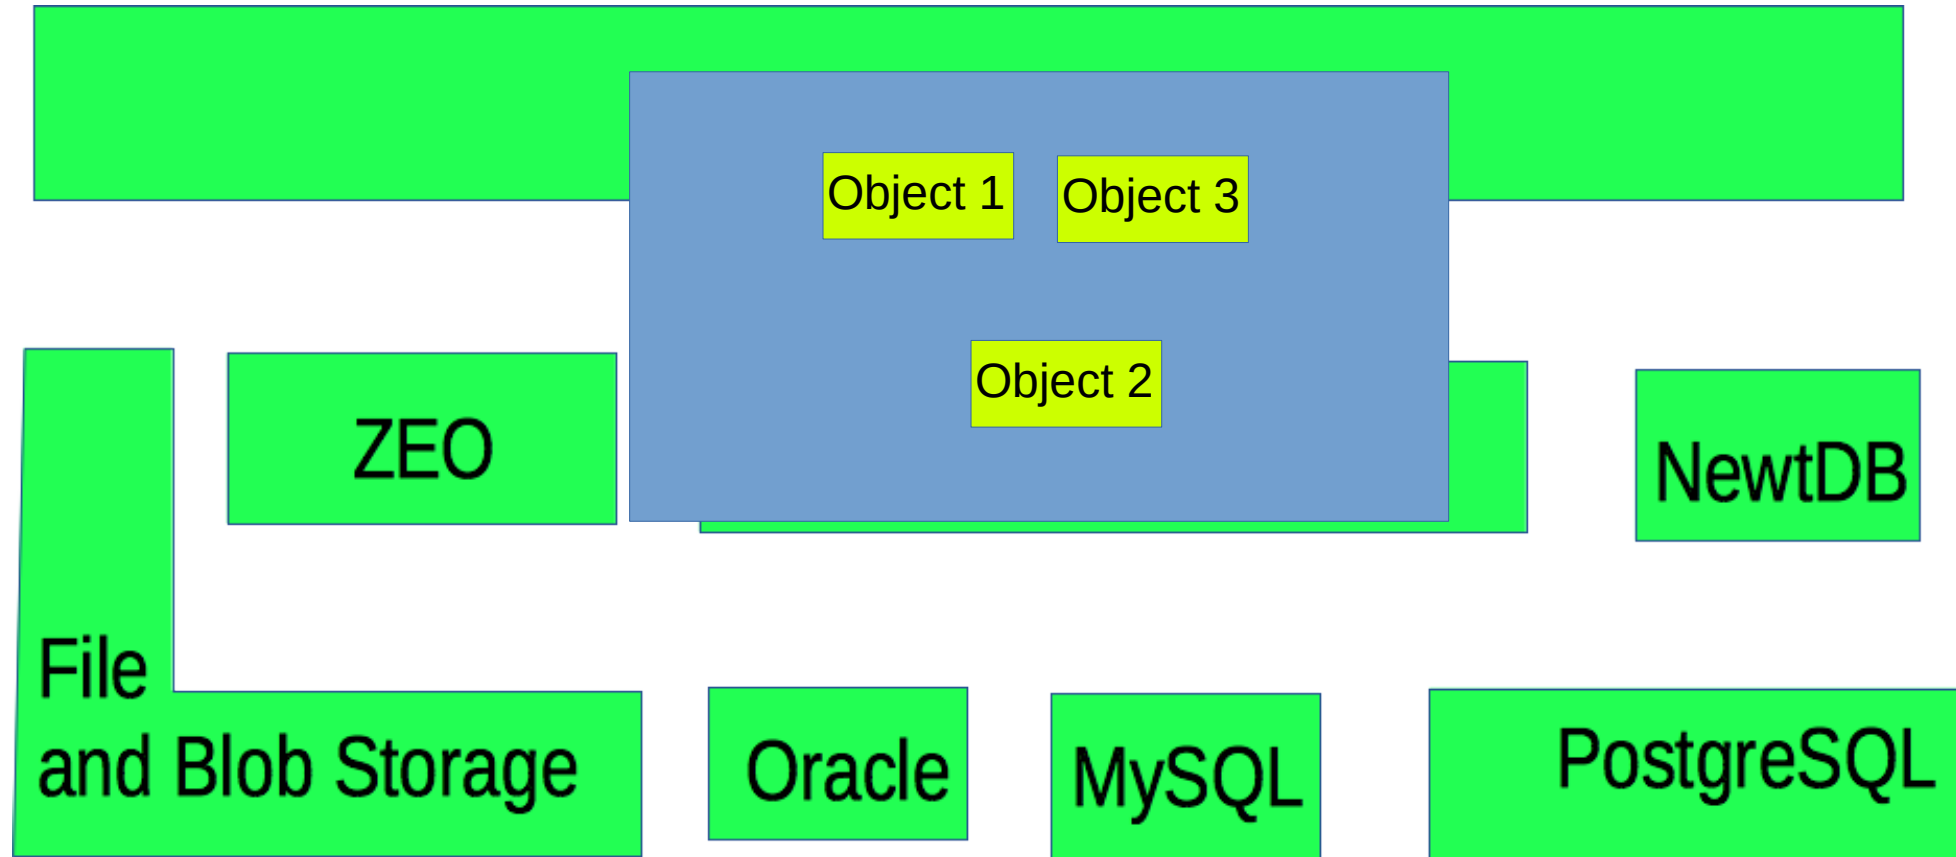 Object 1
Object 3
Object 2
ZEO
NewtDB
File
and Blob Storage
Oracle
MySQL
PostgreSQL